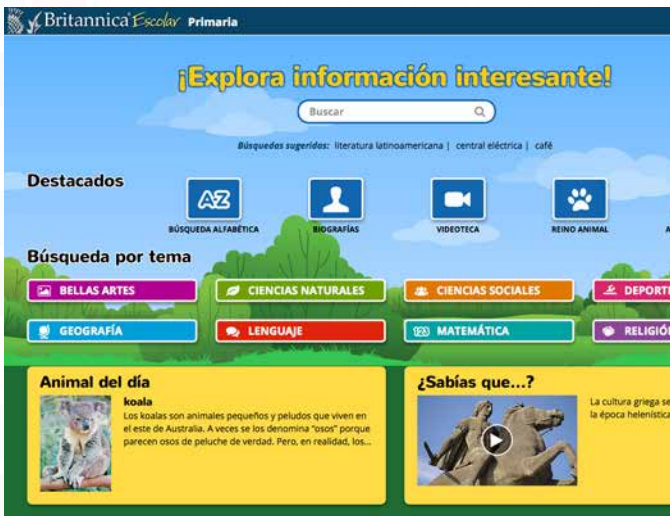 Britannica Escolar Primaria
¡Explora información interesante!
Buscar
Búsquedas sugeridas: literatura latinoamericana | central eléctrica | café
Destacados
AZ
BÚSQUEDA ALFABÉTICA
BIOGRAFÍAS
VIDEOTECA
REINO ANIMAL
A
Búsqueda por tema
BELLAS ARTES
CIENCIAS NATURALES
CIENCIAS SOCIALES
DEPORT
GEOGRAFÍA
LENGUAJE
MATEMÁTICA
RELIGIÓ
Animal del día
koala
Los koalas son animales pequeños y peludos que viven en
el este de Australia. A veces se los denomina "osos" porque
parecen osos de peluche de verdad. Pero, en realidad, los...
¿Sabías que...?
La cultura griega se
la época helenística